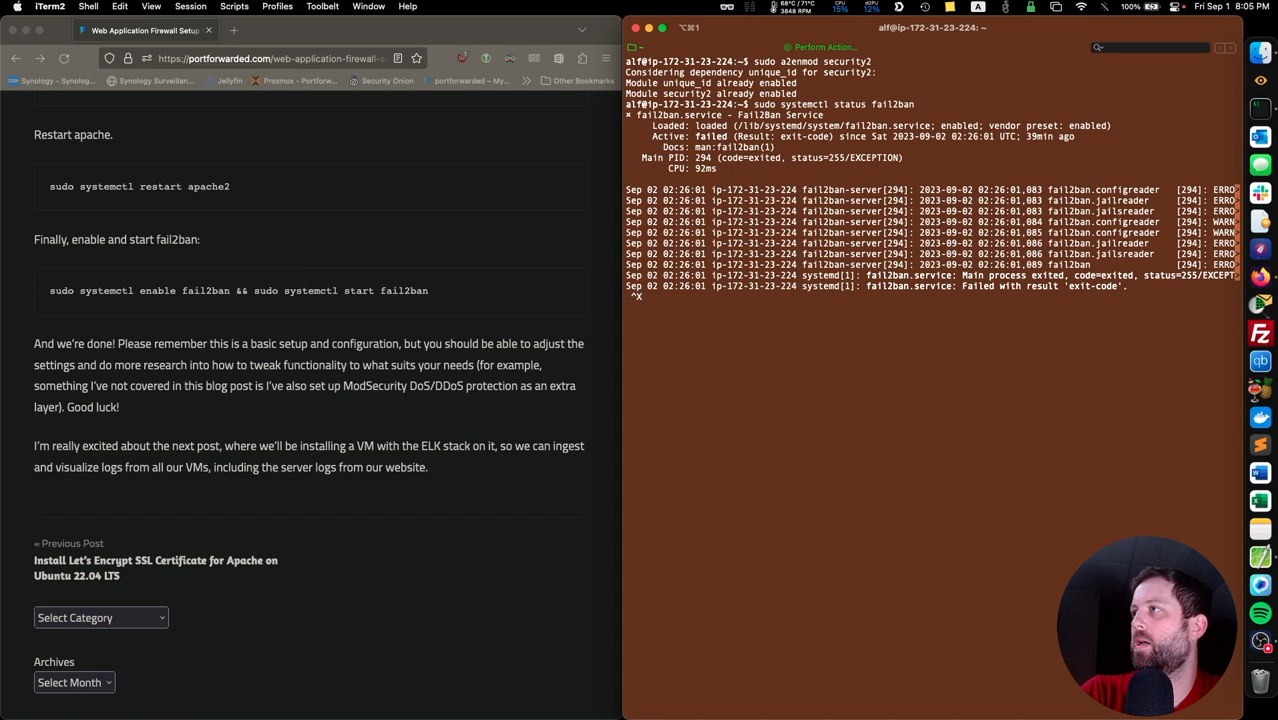 iTerm2 Shell Edit View Session Scripts Profiles Toolbelt Window Help
68°C / 71°C
3848 RPM
CPU
15%
GPU
12%
A
100%
Fri Sep 1 8:05 PM
Web Application Firewall Setup
https://portforwarded.com/web-application-firewall-s
Synology - Synolog...
Synology Surveillan...
Jellyfin
Proxmox - Portforw...
Security Onion
portforwarded – My...
Other Bookmarks
Restart apache.
sudo systemctl restart apache2
Finally, enable and start fail2ban:
sudo systemctl enable fail2ban && sudo systemctl start fail2ban
And we're done! Please remember this is a basic setup and configuration, but you should be able to adjust the
settings and do more research into how to tweak functionality to what suits your needs (for example,
something I've not covered in this blog post is I've also set up ModSecurity DoS/DDoS protection as an extra
layer). Good luck!
I'm really excited about the next post, where we'll be installing a VM with the ELK stack on it, so we can ingest
and visualize logs from all our VMs, including the server logs from our website.
« Previous Post
Install Let's Encrypt SSL Certificate for Apache on
Ubuntu 22.04 LTS
Select Category
Archives
Select Month
⌥⌘1
alf@ip-172-31-23-224: ~
~
Perform Action...
alf@ip-172-31-23-224:~$ sudo a2enmod security2
Considering dependency unique_id for security2:
Module unique_id already enabled
Module security2 already enabled
alf@ip-172-31-23-224:~$ sudo systemctl status fail2ban
× fail2ban.service - Fail2Ban Service
Loaded: loaded (/lib/systemd/system/fail2ban.service; enabled; vendor preset: enabled)
Active: failed (Result: exit-code) since Sat 2023-09-02 02:26:01 UTC; 39min ago
Docs: man:fail2ban(1)
Main PID: 294 (code=exited, status=255/EXCEPTION)
CPU: 92ms
Sep 02 02:26:01 ip-172-31-23-224 fail2ban-server[294]: 2023-09-02 02:26:01,083 fail2ban.configreader [294]: ERRO>
Sep 02 02:26:01 ip-172-31-23-224 fail2ban-server[294]: 2023-09-02 02:26:01,083 fail2ban.jailreader [294]: ERRO>
Sep 02 02:26:01 ip-172-31-23-224 fail2ban-server[294]: 2023-09-02 02:26:01,083 fail2ban.jailsreader [294]: ERRO>
Sep 02 02:26:01 ip-172-31-23-224 fail2ban-server[294]: 2023-09-02 02:26:01,084 fail2ban.configreader [294]: WARN>
Sep 02 02:26:01 ip-172-31-23-224 fail2ban-server[294]: 2023-09-02 02:26:01,085 fail2ban.configreader [294]: WARN>
Sep 02 02:26:01 ip-172-31-23-224 fail2ban-server[294]: 2023-09-02 02:26:01,086 fail2ban.jailreader [294]: ERRO>
Sep 02 02:26:01 ip-172-31-23-224 fail2ban-server[294]: 2023-09-02 02:26:01,086 fail2ban.jailsreader [294]: ERRO>
Sep 02 02:26:01 ip-172-31-23-224 fail2ban-server[294]: 2023-09-02 02:26:01,089 fail2ban [294]: ERRO>
Sep 02 02:26:01 ip-172-31-23-224 systemd[1]: fail2ban.service: Main process exited, code=exited, status=255/EXCEPT>
Sep 02 02:26:01 ip-172-31-23-224 systemd[1]: fail2ban.service: Failed with result 'exit-code'.
^X